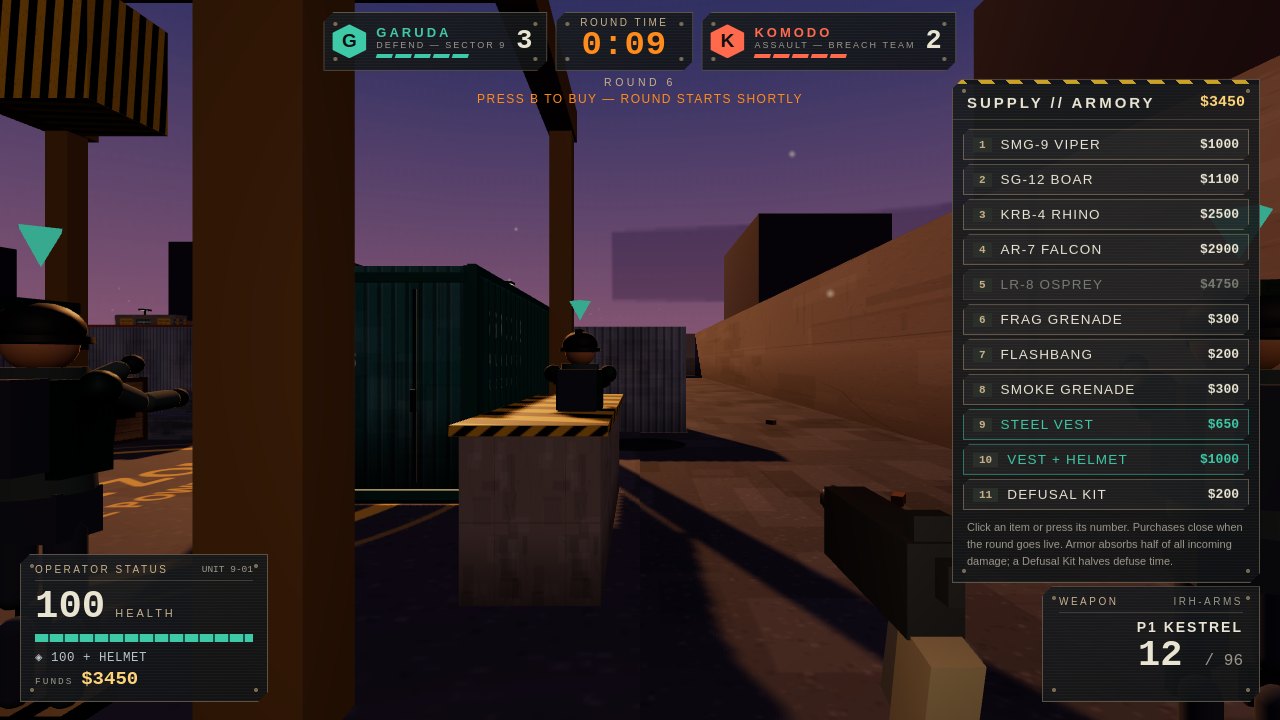 G
GARUDA
DEFEND — SECTOR 9
3
ROUND TIME
0:09
K
KOMODO
ASSAULT — BREACH TEAM
2
ROUND 6
PRESS B TO BUY — ROUND STARTS SHORTLY
SUPPLY // ARMORY $3450
1 SMG-9 VIPER $1000
2 SG-12 BOAR $1100
3 KRB-4 RHINO $2500
4 AR-7 FALCON $2900
5 LR-8 OSPREY $4750
6 FRAG GRENADE $300
7 FLASHBANG $200
8 SMOKE GRENADE $300
9 STEEL VEST $650
10 VEST + HELMET $1000
11 DEFUSAL KIT $200
Click an item or press its number. Purchases close when
the round goes live. Armor absorbs half of all incoming
damage; a Defusal Kit halves defuse time.
OPERATOR STATUS UNIT 9-01
100 HEALTH
◈ 100 + HELMET
FUNDS $3450
WEAPON IRH-ARMS
P1 KESTREL
12 / 96